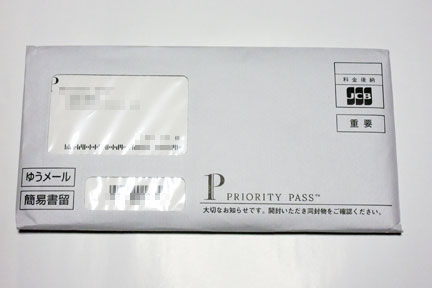 料金後納
JCB
重要
ゆうメール
簡易書留
P PRIORITY PASS™
大切なお知らせです。開封いただき同封物をご確認ください。